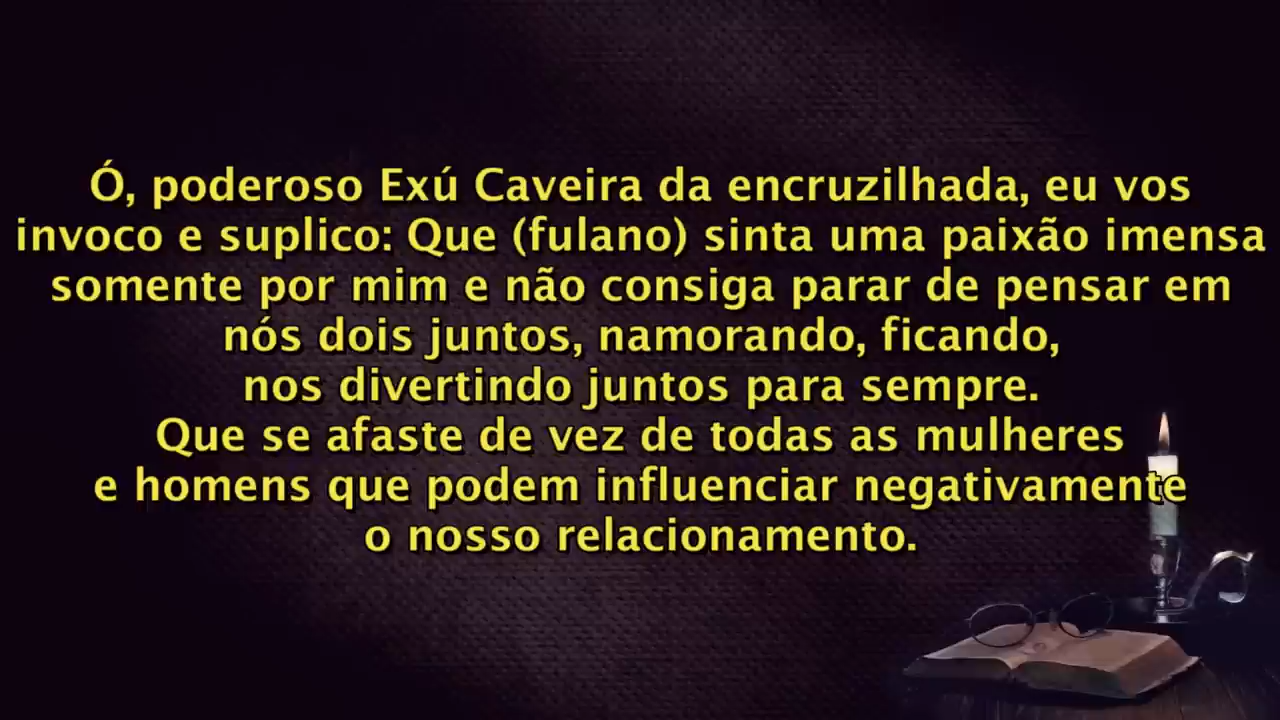 Ó, poderoso Exú Caveira da encruzilhada, eu vos
invoco e suplico: Que (fulano) sinta uma paixão imensa
somente por mim e não consiga parar de pensar em
nós dois juntos, namorando, ficando,
nos divertindo juntos para sempre.
Que se afaste de vez de todas as mulheres
e homens que podem influenciar negativamente
o nosso relacionamento.